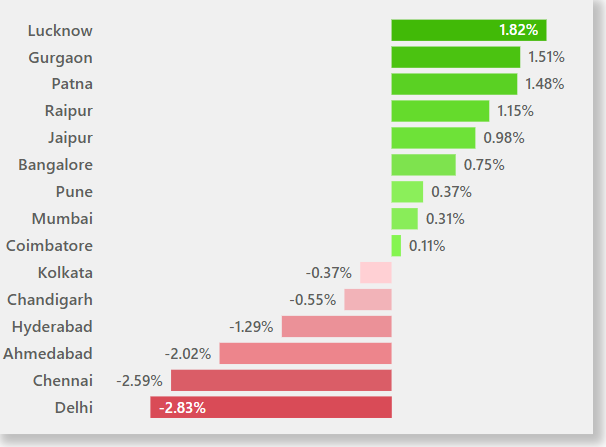 Lucknow 1.82%
Gurgaon 1.51%
Patna 1.48%
Raipur 1.15%
Jaipur 0.98%
Bangalore 0.75%
Pune 0.37%
Mumbai 0.31%
Coimbatore 0.11%
Kolkata -0.37%
Chandigarh -0.55%
Hyderabad -1.29%
Ahmedabad -2.02%
Chennai -2.59%
Delhi -2.83%